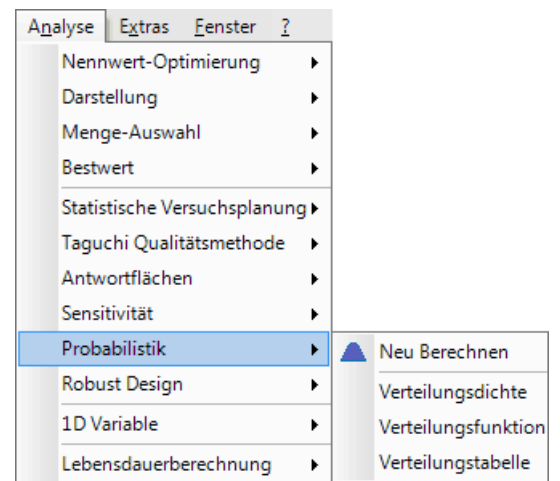 Analyse Extras Fenster ?
Nennwert-Optimierung
Darstellung
Menge-Auswahl
Bestwert
Statistische Versuchsplanung
Taguchi Qualitätsmethode
Antwortflächen
Sensitivität
Probabilistik
Neu Berechnen
Robust Design
Verteilungsdichte
1D Variable
Verteilungsfunktion
Lebensdauerberechnung
Verteilungstabelle